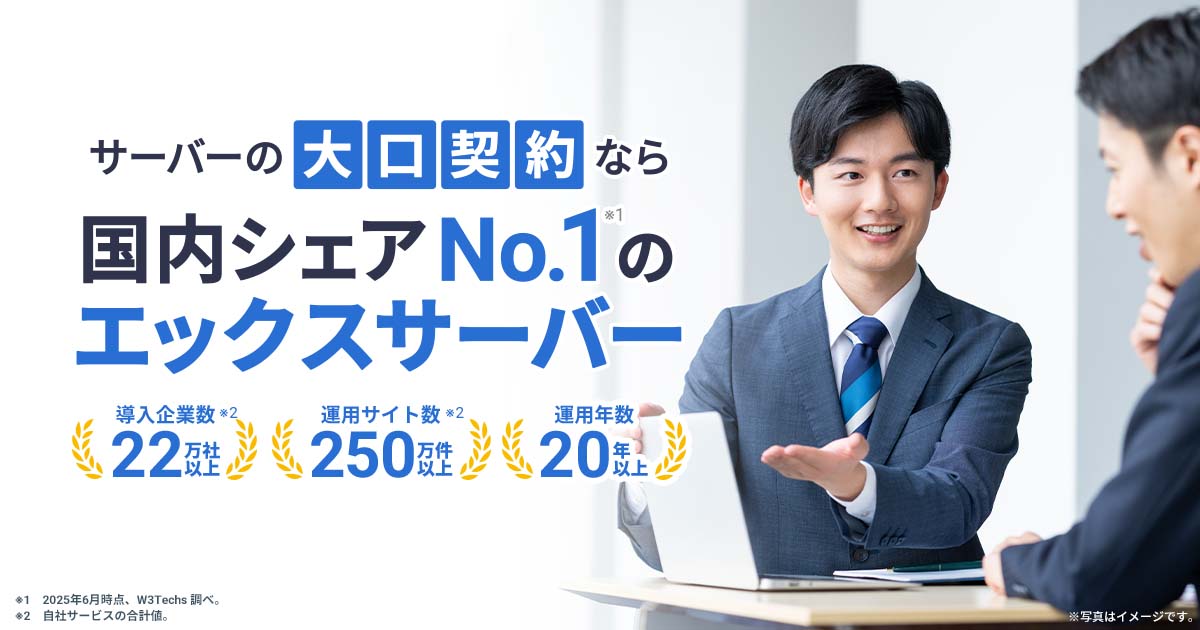 サーバーの大口契約なら
国内シェアNo.1※1の
エックスサーバー
導入企業数※2
22万社以上
運用サイト数※2
250万件以上
運用年数
20年以上
※1 2025年6月時点、W3Techs 調べ。
※2 自社サービスの合計値。
※写真はイメージです。